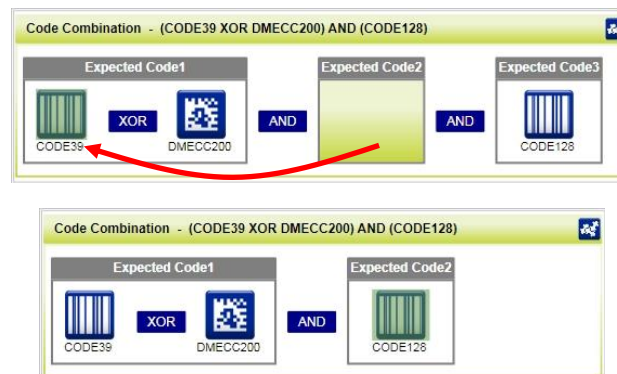 Code Combination - (CODE39 XOR DMECC200) AND (CODE128)
Expected Code1 Expected Code2 Expected Code3
XOR AND AND
CODE39 DMECC200 CODE128
Code Combination - (CODE39 XOR DMECC200) AND (CODE128)
Expected Code1 Expected Code2
XOR AND
CODE39 DMECC200 CODE128